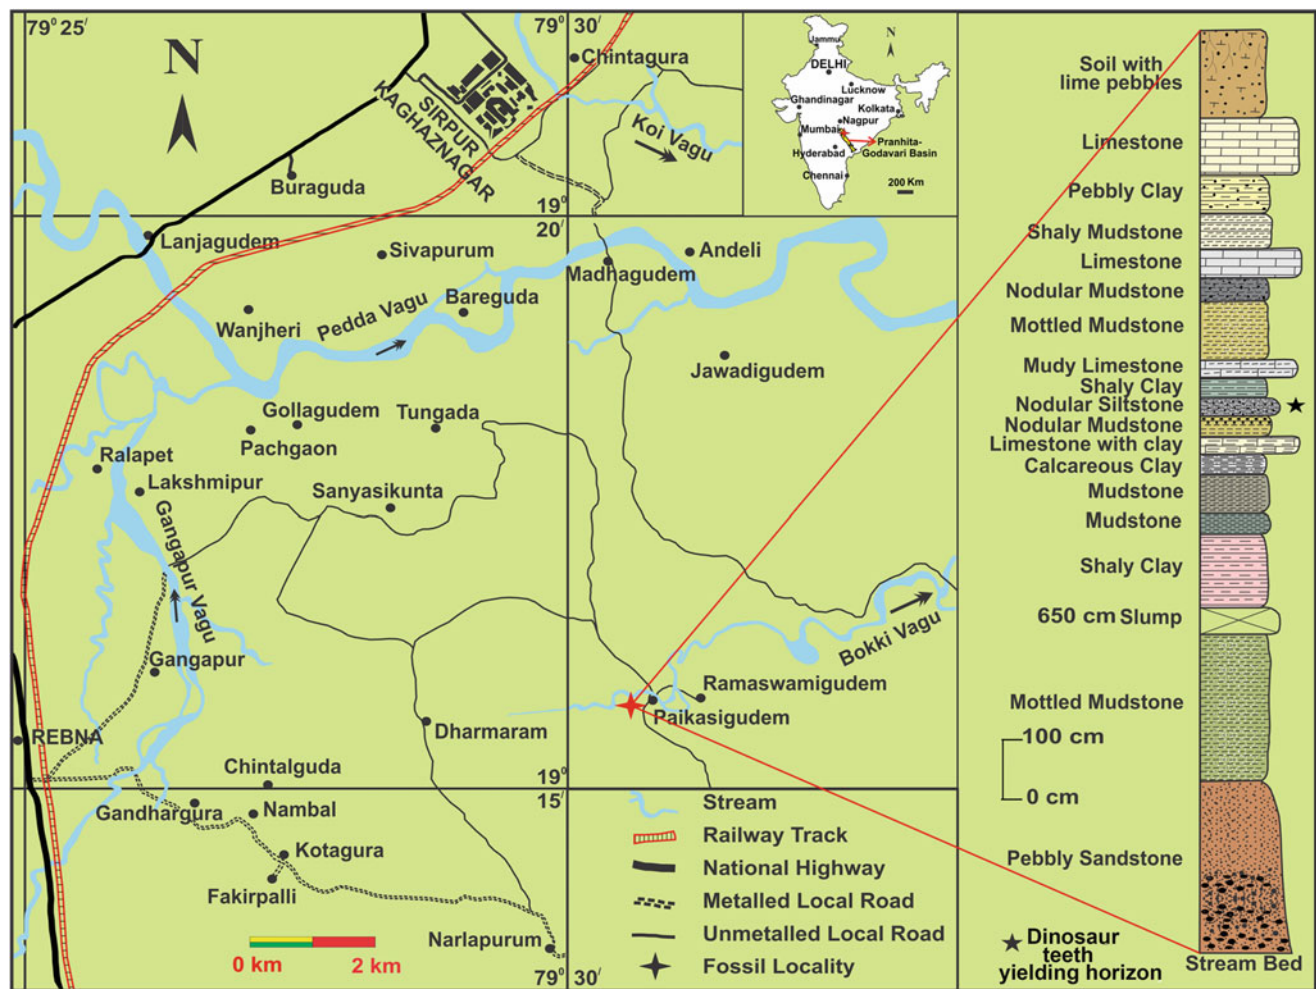 79° 25'
79° 30'
N
Chintagura
SIRPUR
KAGHAZNAGAR
Koi Vagu
Buraguda
19°
20'
Lanjagudem
Sivapurum
Andeli
Madhagudem
Bareguda
Pedda Vagu
Wanjheri
Jawadigudem
Gollagudem
Tungada
Pachgaon
Ralapet
Lakshmipur
Sanyasikunta
Gangapur Vagu
Bokki Vagu
Gangapur
Ramaswamigudem
Paikasigudem
Dharmaram
REBNA
19°
15'
Chintalguda
Gandhargura
Nambal
Kotagura
Fakirpalli
Narlapurum
0 km
2 km
79° 30'
Stream
Railway Track
National Highway
Metalled Local Road
Unmetalled Local Road
Fossil Locality
N
Jammu
DELHI
Lucknow
Ghandinagar
Kolkata
Nagpur
Mumbai
Pranhita-
Godavari Basin
Hyderabad
Chennai
200 Km
Soil with
lime pebbles
Limestone
Pebbly Clay
Shaly Mudstone
Limestone
Nodular Mudstone
Mottled Mudstone
Mudy Limestone
Shaly Clay
Nodular Siltstone
Nodular Mudstone
Limestone with clay
Calcareous Clay
Mudstone
Mudstone
Shaly Clay
650 cm Slump
Mottled Mudstone
100 cm
0 cm
Pebbly Sandstone
Dinosaur
teeth
yielding horizon
Stream Bed